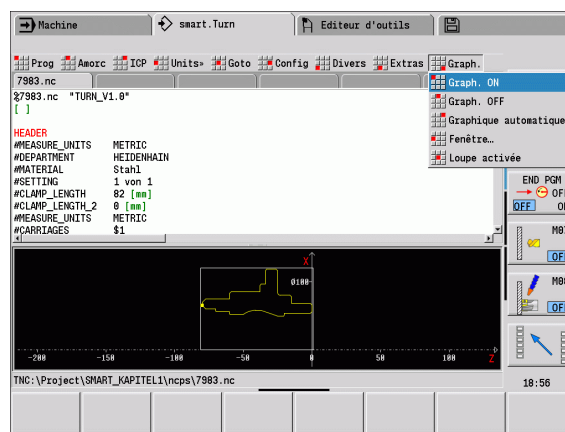 Machine
smart.Turn
Editeur d'outils
Prog Amorc ICP Units» Goto Config Divers Extras Graph.
7983.nc
Graph. ON
Graph. OFF
Graphique automatique
Fenêtre…
Loupe activée
%7983.nc "TURN_V1.0"
[ ]
HEADER
#MEASURE_UNITS METRIC
#DEPARTMENT HEIDENHAIN
#MATERIAL Stahl
#SETTING 1 von 1
#CLAMP_LENGTH 82 [mm]
#CLAMP_LENGTH_2 0 [mm]
#MEASURE_UNITS METRIC
#CARRIAGES $1
END PGM
OFF
X
Ø100
-200 -150 -100 -50 0 50 100 Z
TNC:\Project\SMART_KAPITEL1\ncps\7983.nc
18:56